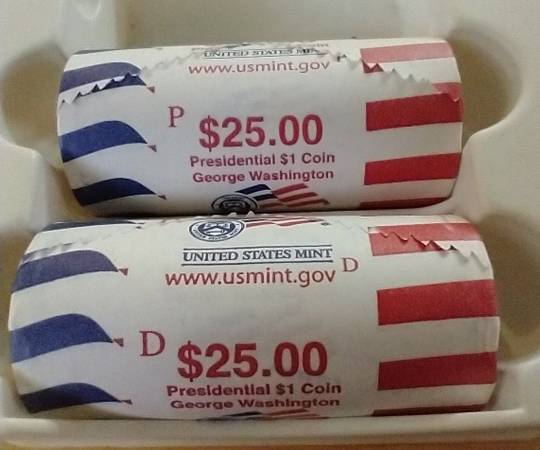 UNITED STATES MINT
www.usmint.gov
P $25.00
Presidential $1 Coin
George Washington
UNITED STATES MINT
www.usmint.gov D
D $25.00
Presidential $1 Coin
George Washington